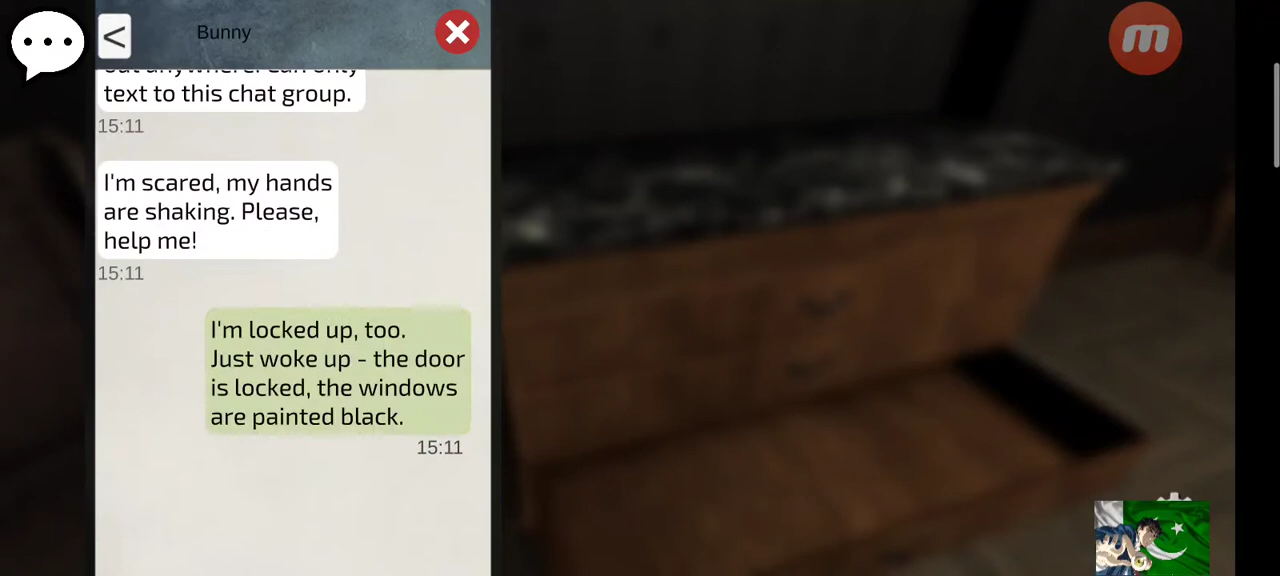 Bunny
text to this chat group.
15:11
I'm scared, my hands
are shaking. Please,
help me!
15:11
I'm locked up, too.
Just woke up - the door
is locked, the windows
are painted black.
15:11